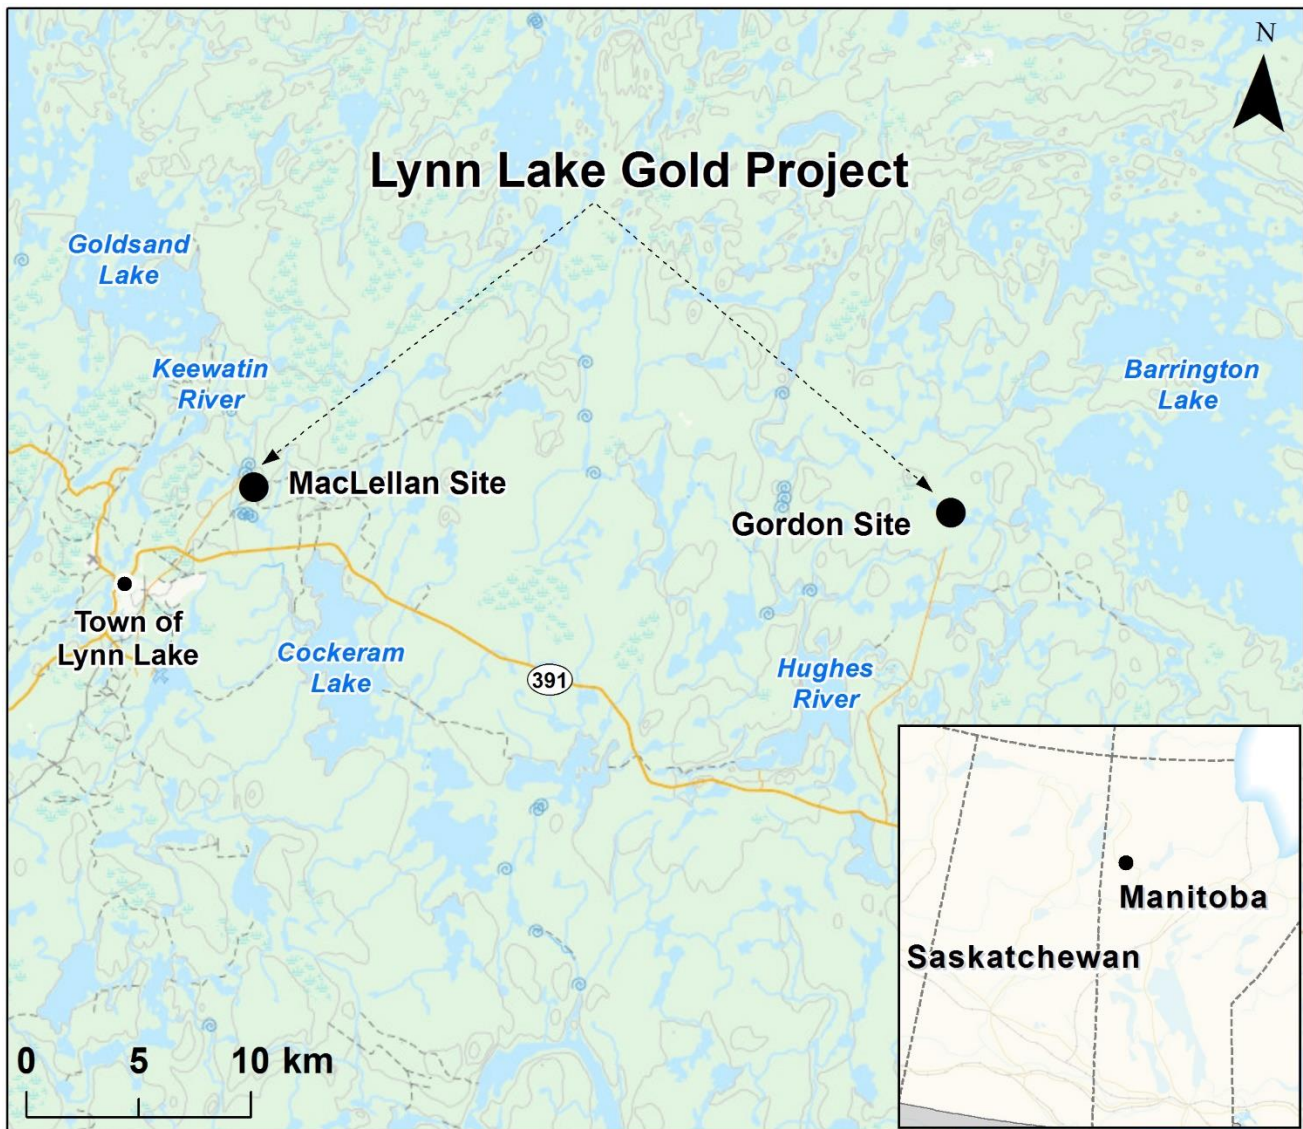 N
Lynn Lake Gold Project
Goldsand
Lake
Keewatin
River
Barrington
Lake
MacLellan Site
Gordon Site
Town of
Lynn Lake
Cockeram
Lake
391
Hughes
River
Manitoba
Saskatchewan
0 5 10 km